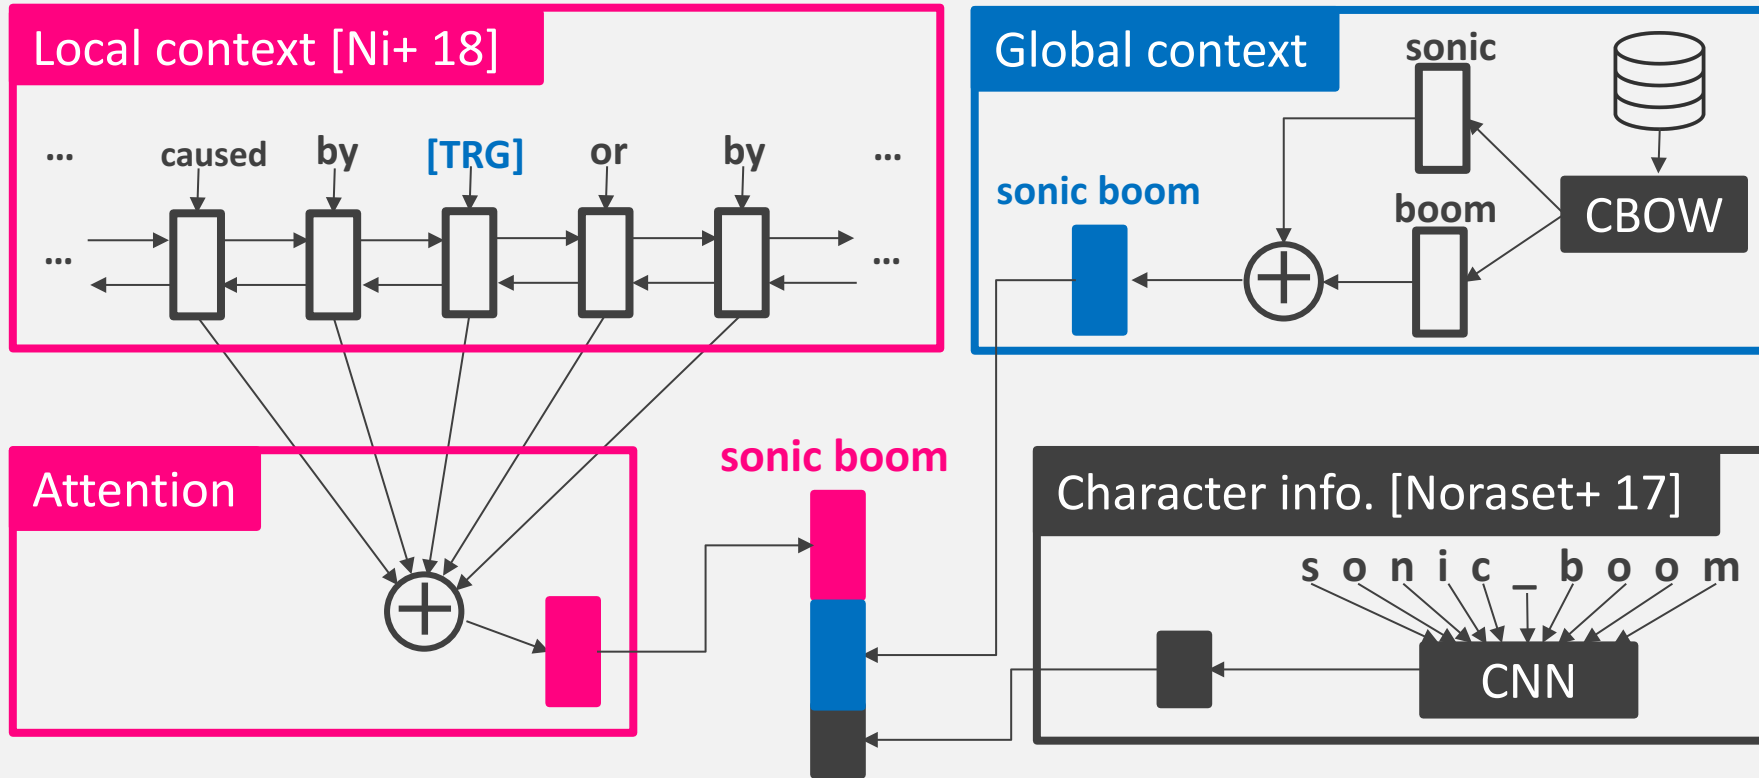 Local context [Ni+ 18]
... caused by [TRG] or by ...
... ...
Global context
sonic
sonic boom
boom
CBOW
Attention
sonic boom
Character info. [Noraset+ 17]
s o n i c _ b o o m
CNN